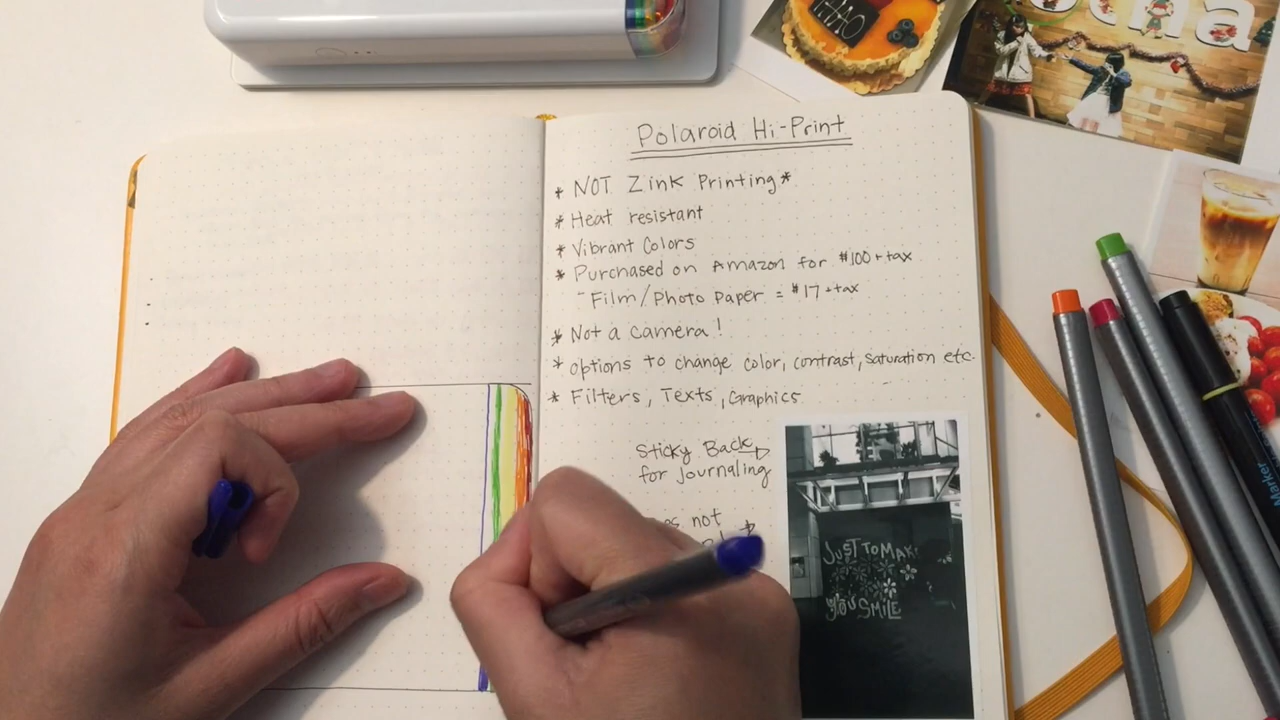 Polaroid Hi-Print
* NOT Zink Printing *
* Heat resistant
* Vibrant Colors
* Purchased on Amazon for $100 + tax
- Film/Photo Paper = $17 + tax
* Not a camera!
* options to change color, contrast, saturation etc.
* Filters, Texts, Graphics
Sticky Back
for Journaling
not
JUST TO MAKE
YOU SMILE
Marker